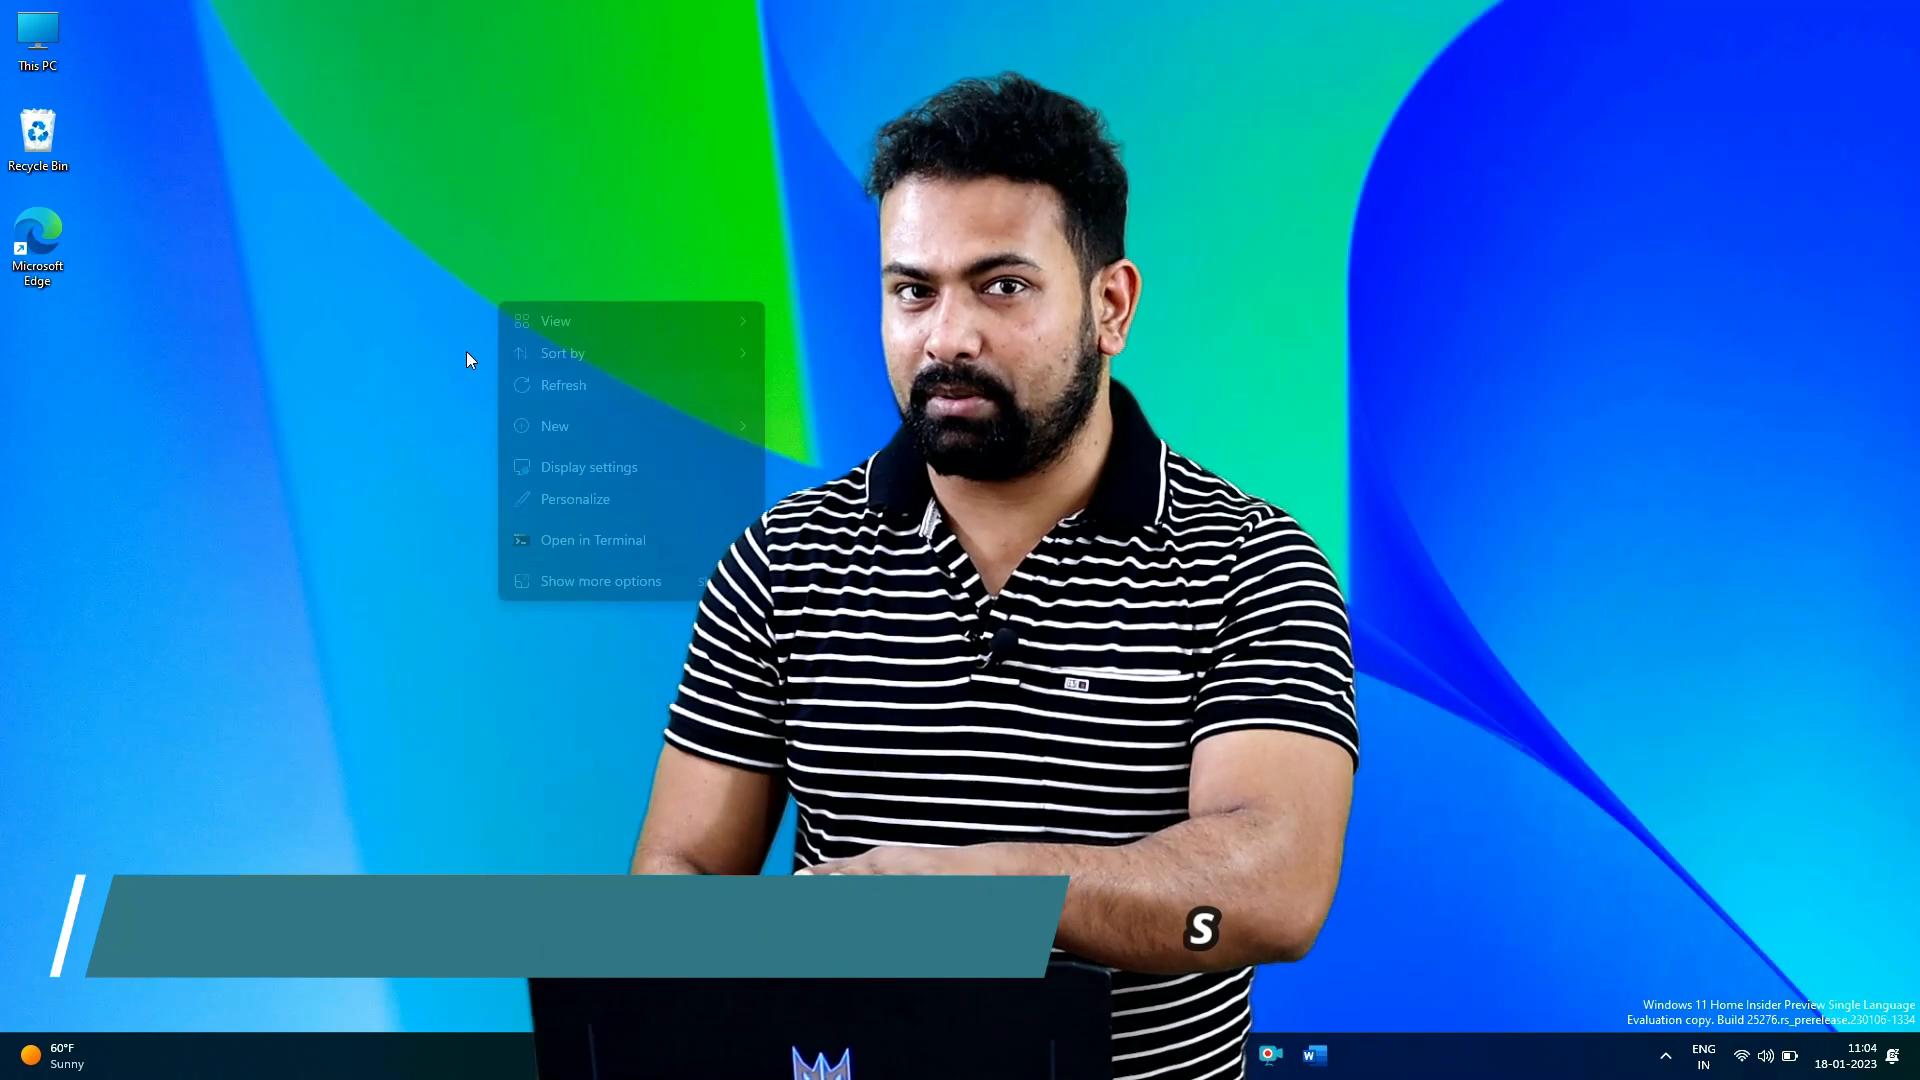 This PC
Recycle Bin
Microsoft
Edge
View
Sort by
Refresh
New
Display settings
Personalize
Open in Terminal
Show more options
S
Windows 11 Home Insider Preview Single Language
Evaluation copy. Build 25276.rs_prerelease.230106-1334
60°F
Sunny
ENG
IN
11:04
18-01-2023